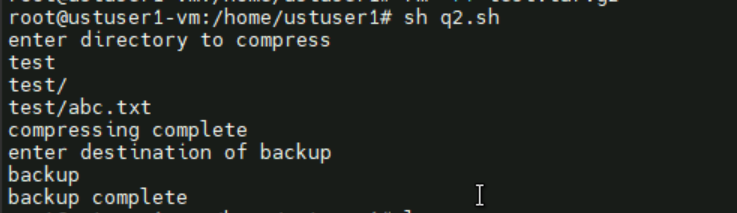 root@ustuser1-vm:/home/ustuser1# sh q2.sh
enter directory to compress
test
test/
test/abc.txt
compressing complete
enter destination of backup
backup
backup complete